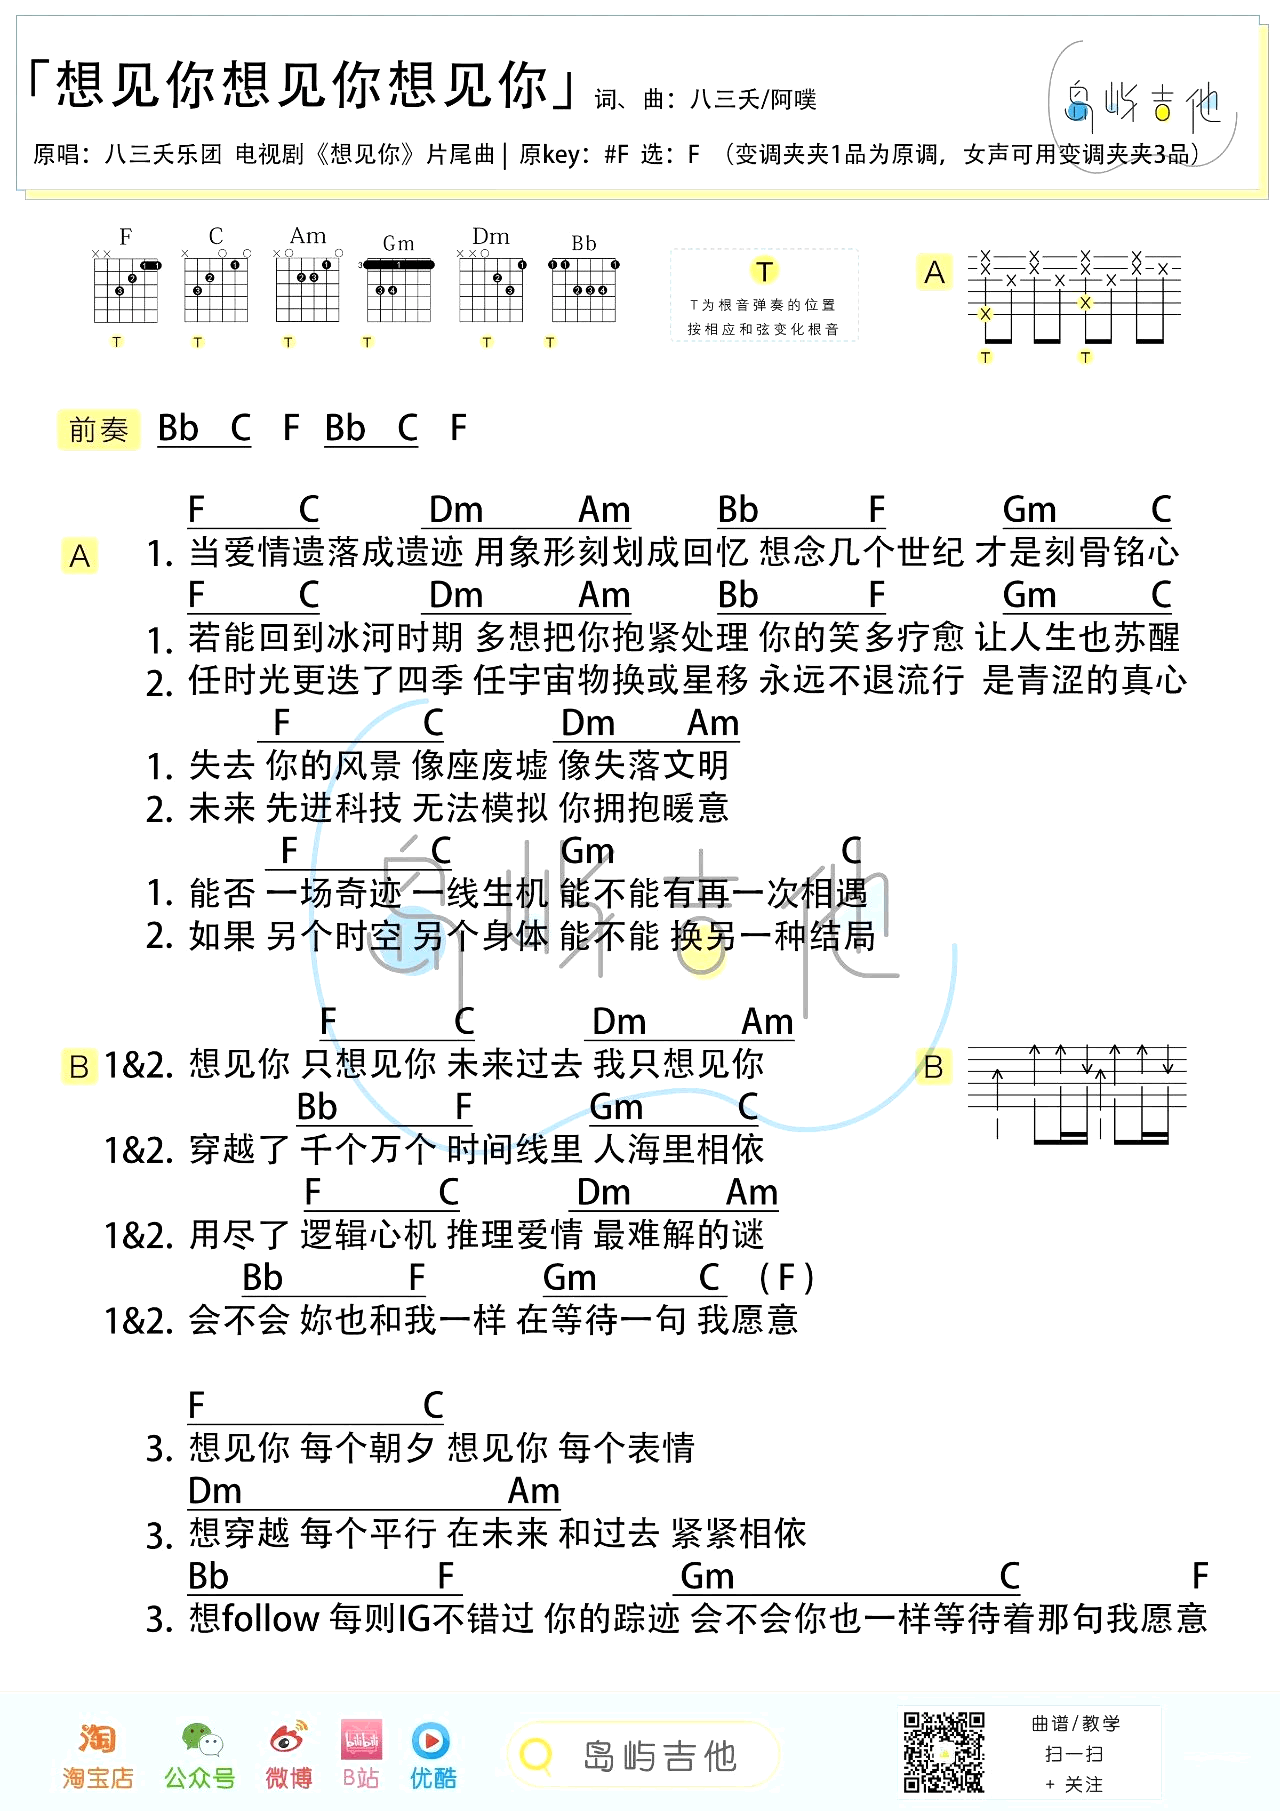 「想见你想见你想见你」 词、曲：八三夭/阿噗
岛屿吉他
原唱：八三夭乐团 电视剧《想见你》片尾曲 | 原key：#F 选：F （变调夹夹1品为原调，女声可用变调夹夹3品）
F C Am Gm Dm Bb
T
T为根音弹奏的位置
按相应和弦变化根音
A
T T T T T T
T T
前奏 Bb C F Bb C F
F C Dm Am Bb F Gm C
A 1. 当爱情遗落成遗迹 用象形刻划成回忆 想念几个世纪 才是刻骨铭心
F C Dm Am Bb F Gm C
1. 若能回到冰河时期 多想把你抱紧处理 你的笑多疗愈 让人生也苏醒
2. 任时光更迭了四季 任宇宙物换或星移 永远不退流行 是青涩的真心
F C Dm Am
1. 失去 你的风景 像座废墟 像失落文明
2. 未来 先进科技 无法模拟 你拥抱暖意
F C Gm C
1. 能否 一场奇迹 一线生机 能不能有再一次相遇
2. 如果 另个时空 另个身体 能不能 换另一种结局
岛屿吉他
F C Dm Am
B 1&2. 想见你 只想见你 未来过去 我只想见你
B
Bb F Gm C
1&2. 穿越了 千个万个 时间线里 人海里相依
F C Dm Am
1&2. 用尽了 逻辑心机 推理爱情 最难解的谜
Bb F Gm C ( F )
1&2. 会不会 妳也和我一样 在等待一句 我愿意
F C
3. 想见你 每个朝夕 想见你 每个表情
Dm Am
3. 想穿越 每个平行 在未来 和过去 紧紧相依
Bb F Gm C F
3. 想follow 每则IG不错过 你的踪迹 会不会你也一样等待着那句我愿意
淘
bilibili
淘宝店 公众号 微博 B站 优酷
岛屿吉他
曲谱/教学
扫一扫
+ 关注